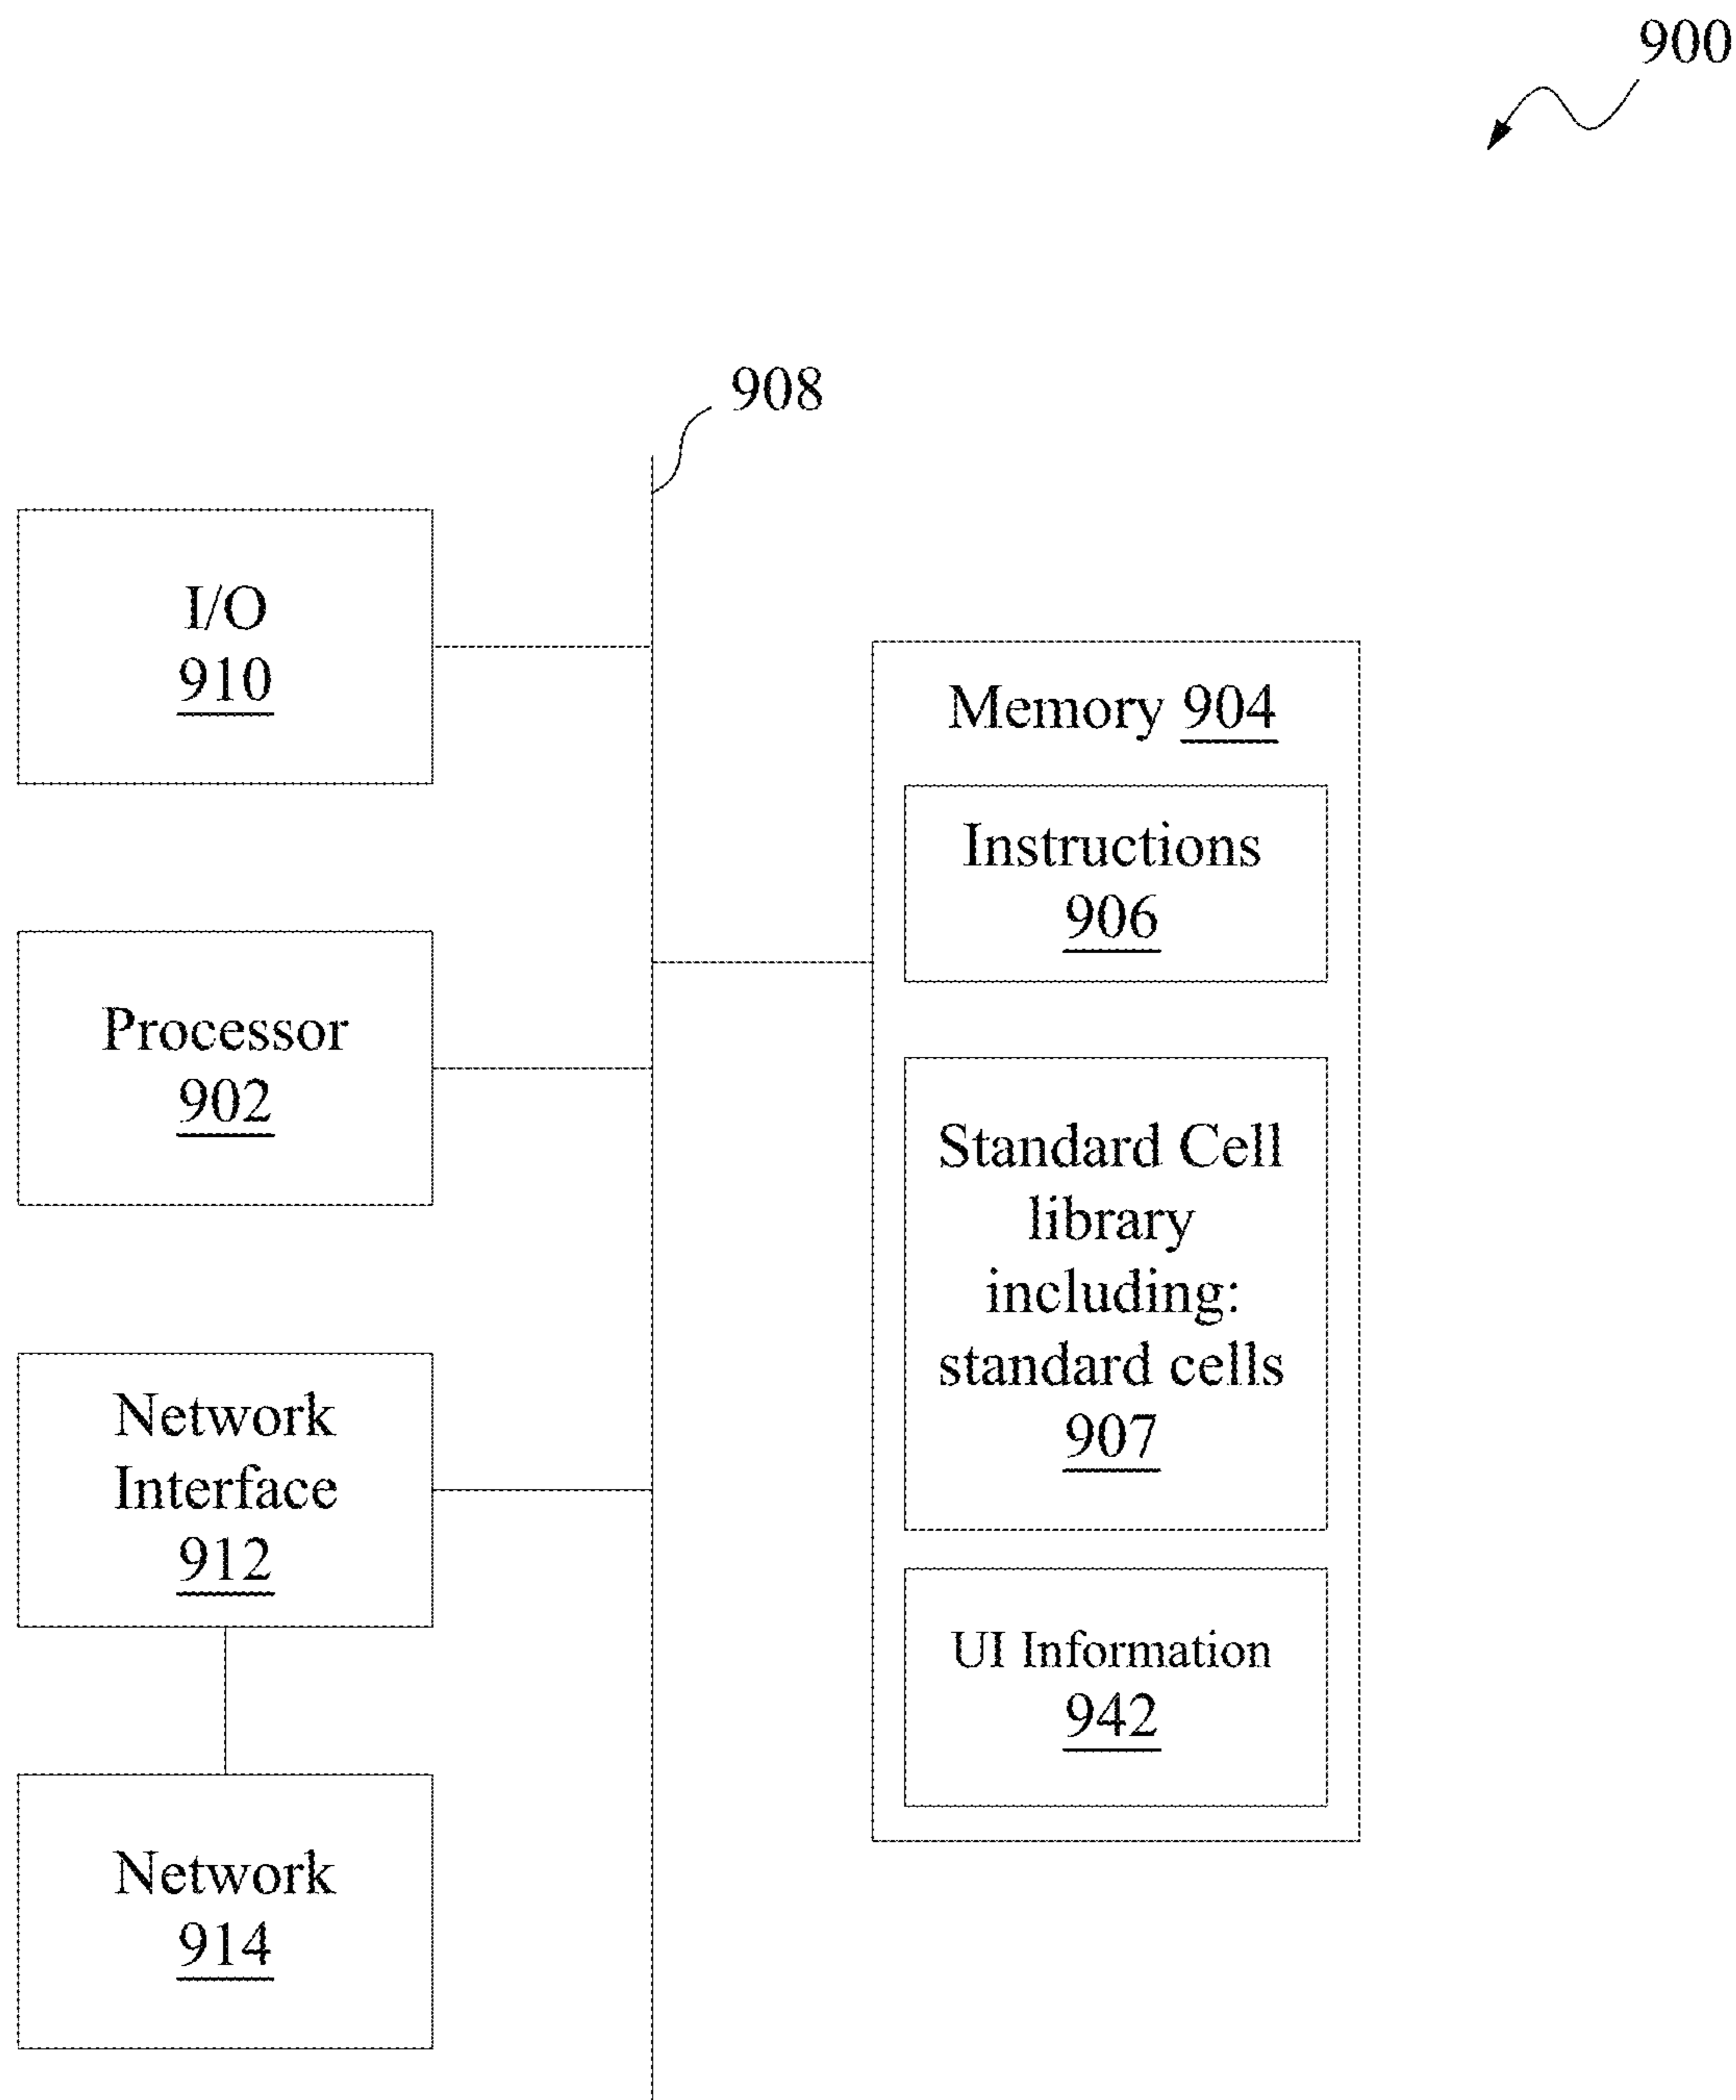 900
908
I/O
910
Processor
902
Network
Interface
912
Network
914
Memory 904
Instructions
906
Standard Cell
library
including:
standard cells
907
UI Information
942